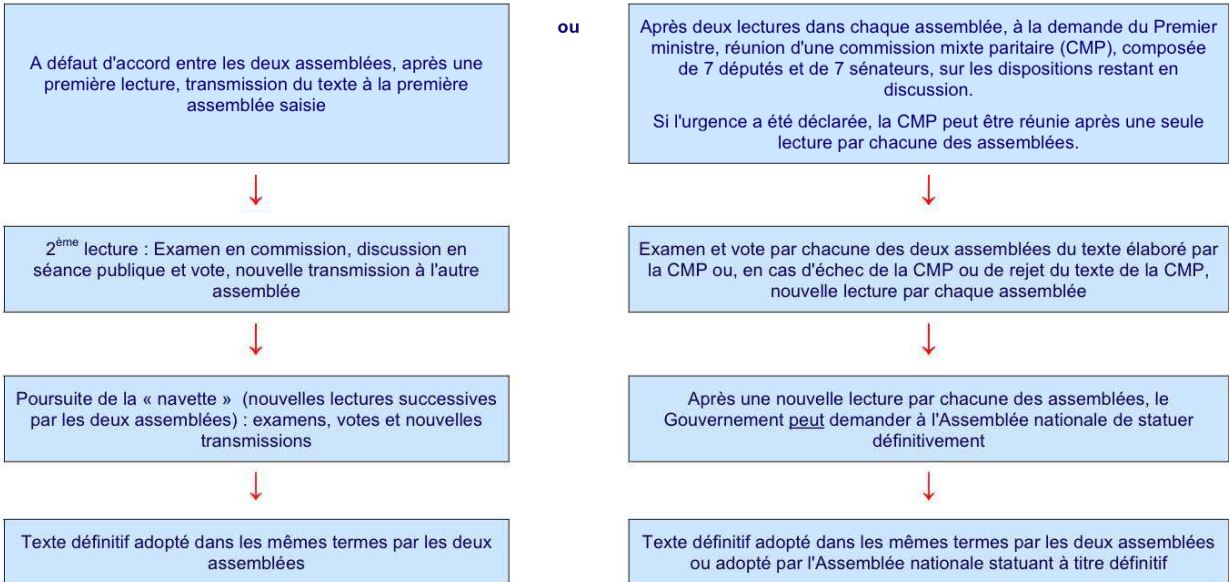 A défaut d'accord entre les deux assemblées, après une
première lecture, transmission du texte à la première
assemblée saisie
2ème lecture : Examen en commission, discussion en
séance publique et vote, nouvelle transmission à l'autre
assemblée
Poursuite de la « navette » (nouvelles lectures successives
par les deux assemblées) : examens, votes et nouvelles
transmissions
Texte définitif adopté dans les mêmes termes par les deux
assemblées
ou
Après deux lectures dans chaque assemblée, à la demande du Premier
ministre, réunion d'une commission mixte paritaire (CMP), composée
de 7 députés et de 7 sénateurs, sur les dispositions restant en
discussion.
Si l'urgence a été déclarée, la CMP peut être réunie après une seule
lecture par chacune des assemblées.
Examen et vote par chacune des deux assemblées du texte élaboré par
la CMP ou, en cas d'échec de la CMP ou de rejet du texte de la CMP,
nouvelle lecture par chaque assemblée
Après une nouvelle lecture par chacune des assemblées, le
Gouvernement peut demander à l'Assemblée nationale de statuer
définitivement
Texte définitif adopté dans les mêmes termes par les deux assemblées
ou adopté par l'Assemblée nationale statuant à titre définitif